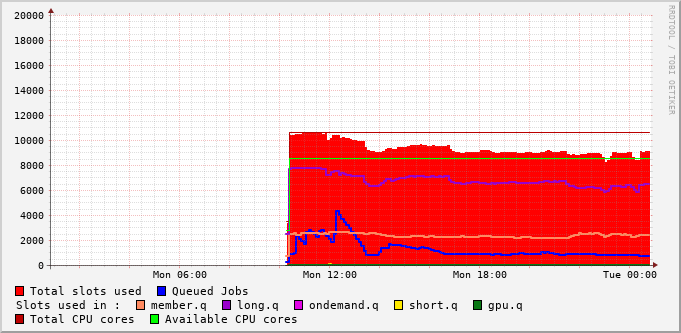 20000
18000
16000
14000
12000
10000
8000
6000
4000
2000
0
Mon 06:00 Mon 12:00 Mon 18:00 Tue 00:00
Total slots used Queued Jobs
Slots used in : member.q long.q ondemand.q short.q gpu.q
Total CPU cores Available CPU cores
RRDTOOL / TOBI OETIKER